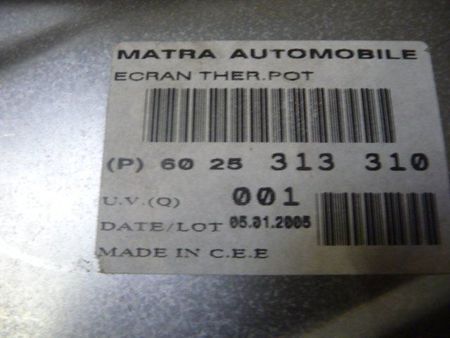 MATRA AUTOMOBILE
ECRAN THER.POT
(P) 60 25 313 310
U.V.(Q) 001
DATE/LOT 05.01.2005
MADE IN C.E.E